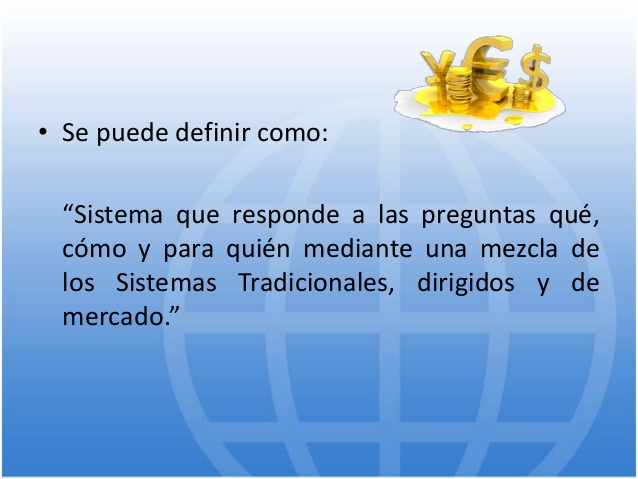 • Se puede definir como:
“Sistema que responde a las preguntas qué,
cómo y para quién mediante una mezcla de
los Sistemas Tradicionales, dirigidos y de
mercado.”